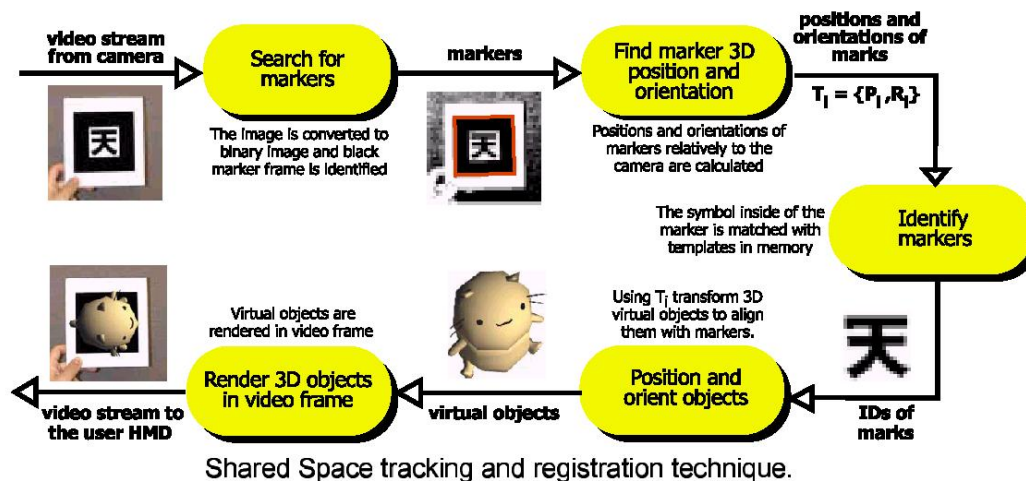 video stream
from camera
Search for
markers
The image is converted to
binary image and black
marker frame is identified
天
markers
天
Find marker 3D
position and
orientation
Positions and orientations of
markers relatively to the
camera are calculated
positions and
orientations of
marks
Tᵢ = {Pᵢ ,Rᵢ}
The symbol inside of the
marker is matched with
templates in memory
Identify
markers
天
IDs of
marks
Using Tᵢ transform 3D
virtual objects to align
them with markers.
Position and
orient objects
virtual objects
Virtual objects are
rendered in video frame
Render 3D objects
in video frame
video stream to
the user HMD
Shared Space tracking and registration technique.